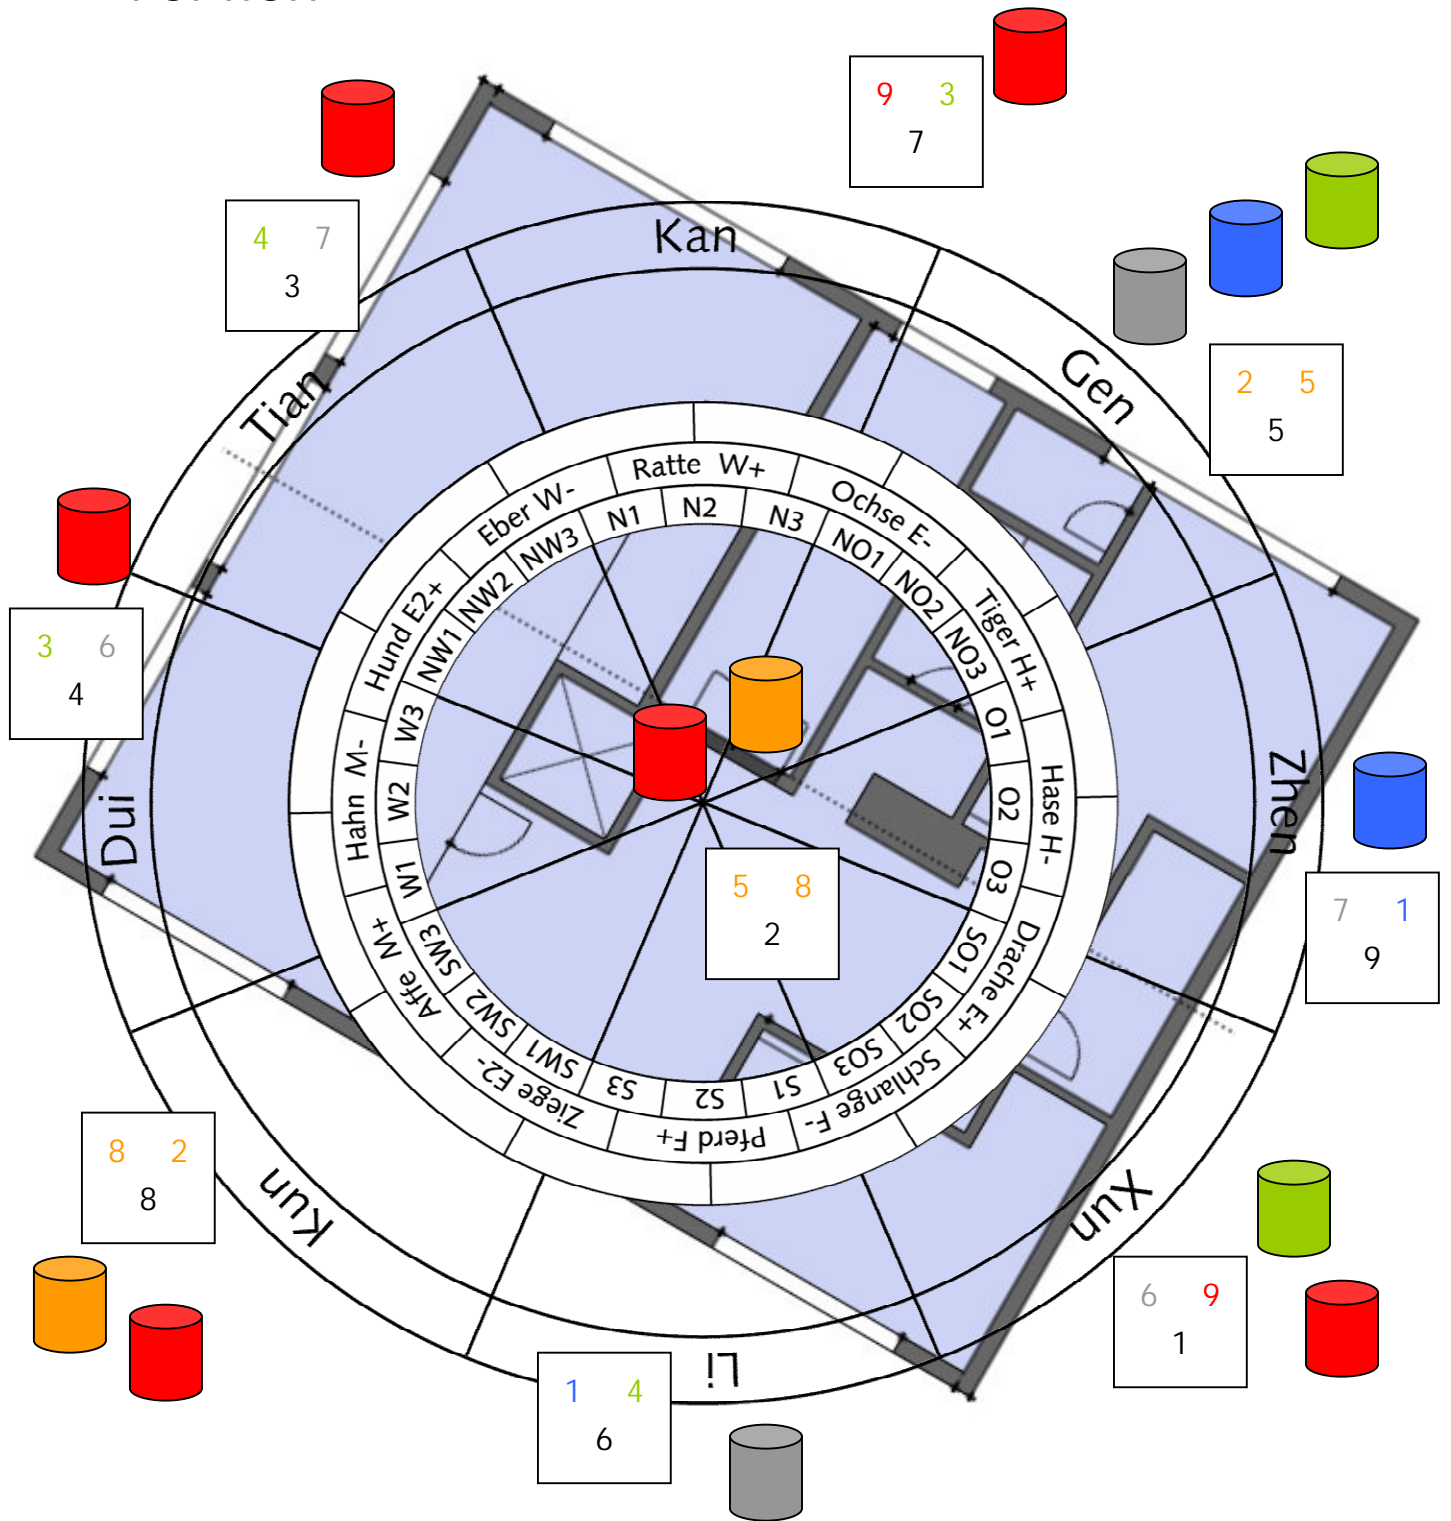 9 3
7
4 7
3
Kan
Gen
2 5
5
Tian
Ratte W+
Eber W-
Ochse E-
N1
N2
N3
NW3
NO1
NW2
NO2
Hund E2+
Tiger H+
NW1
NO3
3 6
4
W3
O1
Zhen
Dui
Hahn M-
W2
O2
Hase H-
W1
O3
5 8
2
7 1
9
Affe M+
SW3
SO1
Drache E+
SW2
SO2
SW1
SO3
S3
S2
S1
Ziege E2-
Schlange F-
Pferd F+
8 2
8
Kun
Xun
6 9
1
Li
1 4
6